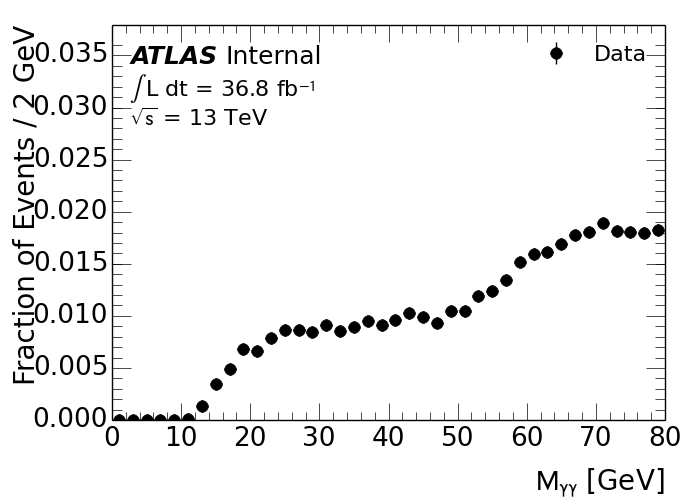 ATLAS Internal
∫L dt = 36.8 fb⁻¹
√s = 13 TeV
Data
Fraction of Events / 2 GeV
0.035
0.030
0.025
0.020
0.015
0.010
0.005
0.000
0 10 20 30 40 50 60 70 80
Mγγ [GeV]